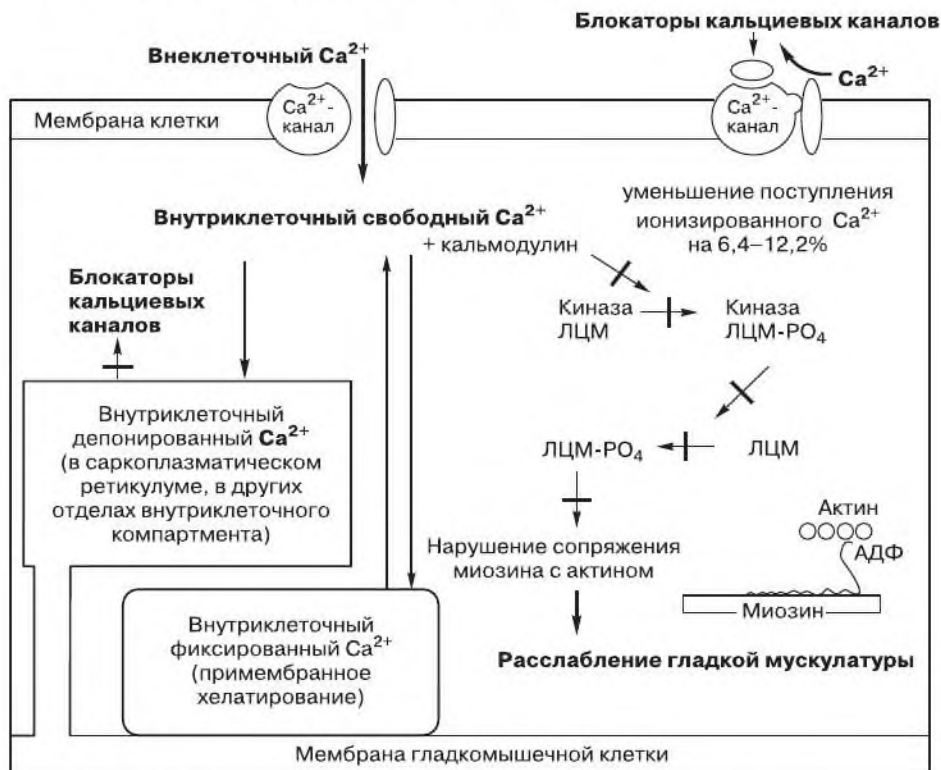 Блокаторы кальциевых каналов
Внеклеточный Ca²⁺
Ca²⁺
Ca²⁺-
канал
Ca²⁺-
канал
Мембрана клетки
уменьшение поступления
ионизированного Ca²⁺
на 6,4–12,2%
Внутриклеточный свободный Ca²⁺
+ кальмодулин
Блокаторы
кальциевых
каналов
Киназа
ЛЦМ
Киназа
ЛЦМ-PO₄
Внутриклеточный
депонированный Ca²⁺
(в саркоплазматическом
ретикулуме, в других
отделах внутриклеточного
компартмента)
ЛЦМ-PO₄
ЛЦМ
Нарушение сопряжения
миозина с актином
Актин
АДФ
Миозин
Внутриклеточный
фиксированный Ca²⁺
(примембранное
хелатирование)
Расслабление гладкой мускулатуры
Мембрана гладкомышечной клетки